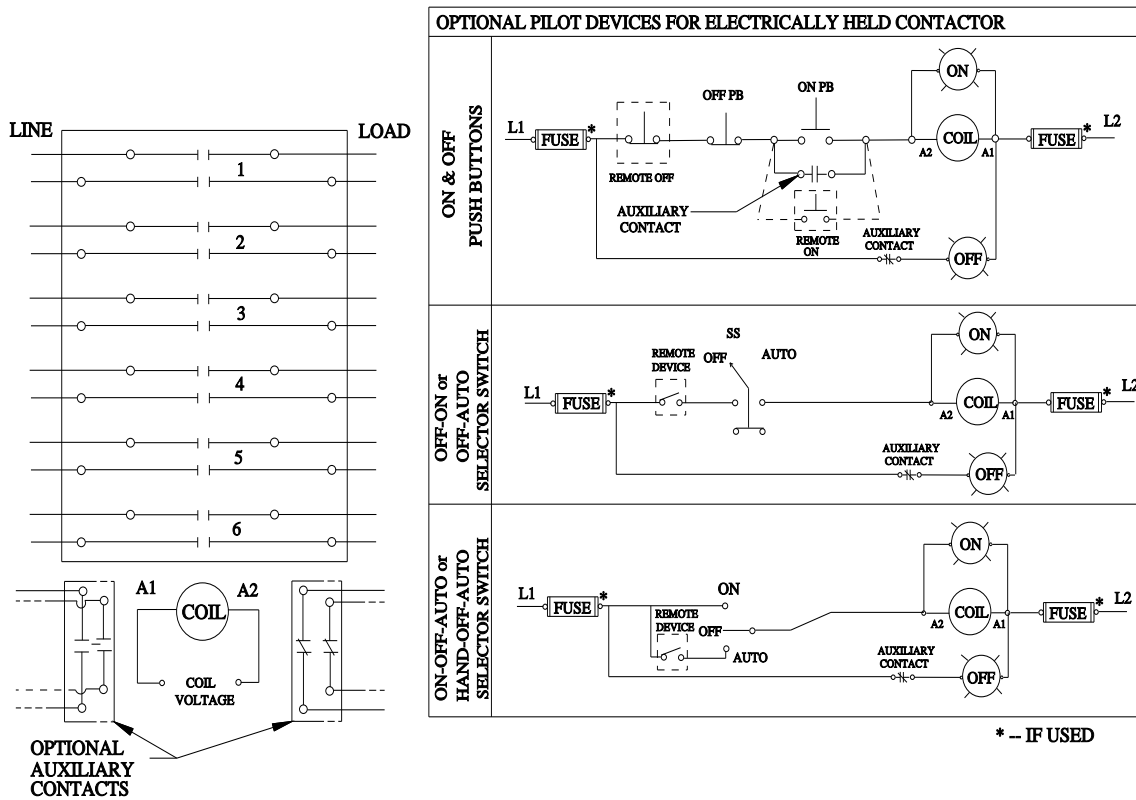 OPTIONAL PILOT DEVICES FOR ELECTRICALLY HELD CONTACTOR
LINE
LOAD
1
2
3
4
5
6
A1
A2
COIL
COIL
VOLTAGE
OPTIONAL
AUXILIARY
CONTACTS
ON & OFF
PUSH BUTTONS
L1
FUSE
*
REMOTE OFF
OFF PB
ON PB
AUXILIARY
CONTACT
REMOTE
ON
AUXILIARY
CONTACT
ON
COIL
A2
A1
OFF
FUSE
*
L2
OFF-ON or
OFF-AUTO
SELECTOR SWITCH
L1
FUSE
*
REMOTE
DEVICE
SS
OFF
AUTO
AUXILIARY
CONTACT
ON
COIL
A2
A1
OFF
FUSE
*
L2
ON-OFF-AUTO or
HAND-OFF-AUTO
SELECTOR SWITCH
L1
FUSE
*
REMOTE
DEVICE
ON
OFF
AUTO
AUXILIARY
CONTACT
ON
COIL
A2
A1
OFF
FUSE
*
L2
* -- IF USED